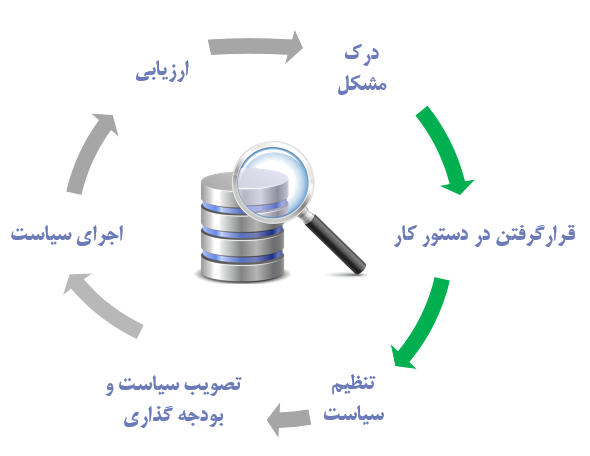 درک
مشکل
قرارگرفتن در دستور کار
تنظیم
سیاست
تصویب سیاست و
بودجه گذاری
اجرای سیاست
ارزیابی